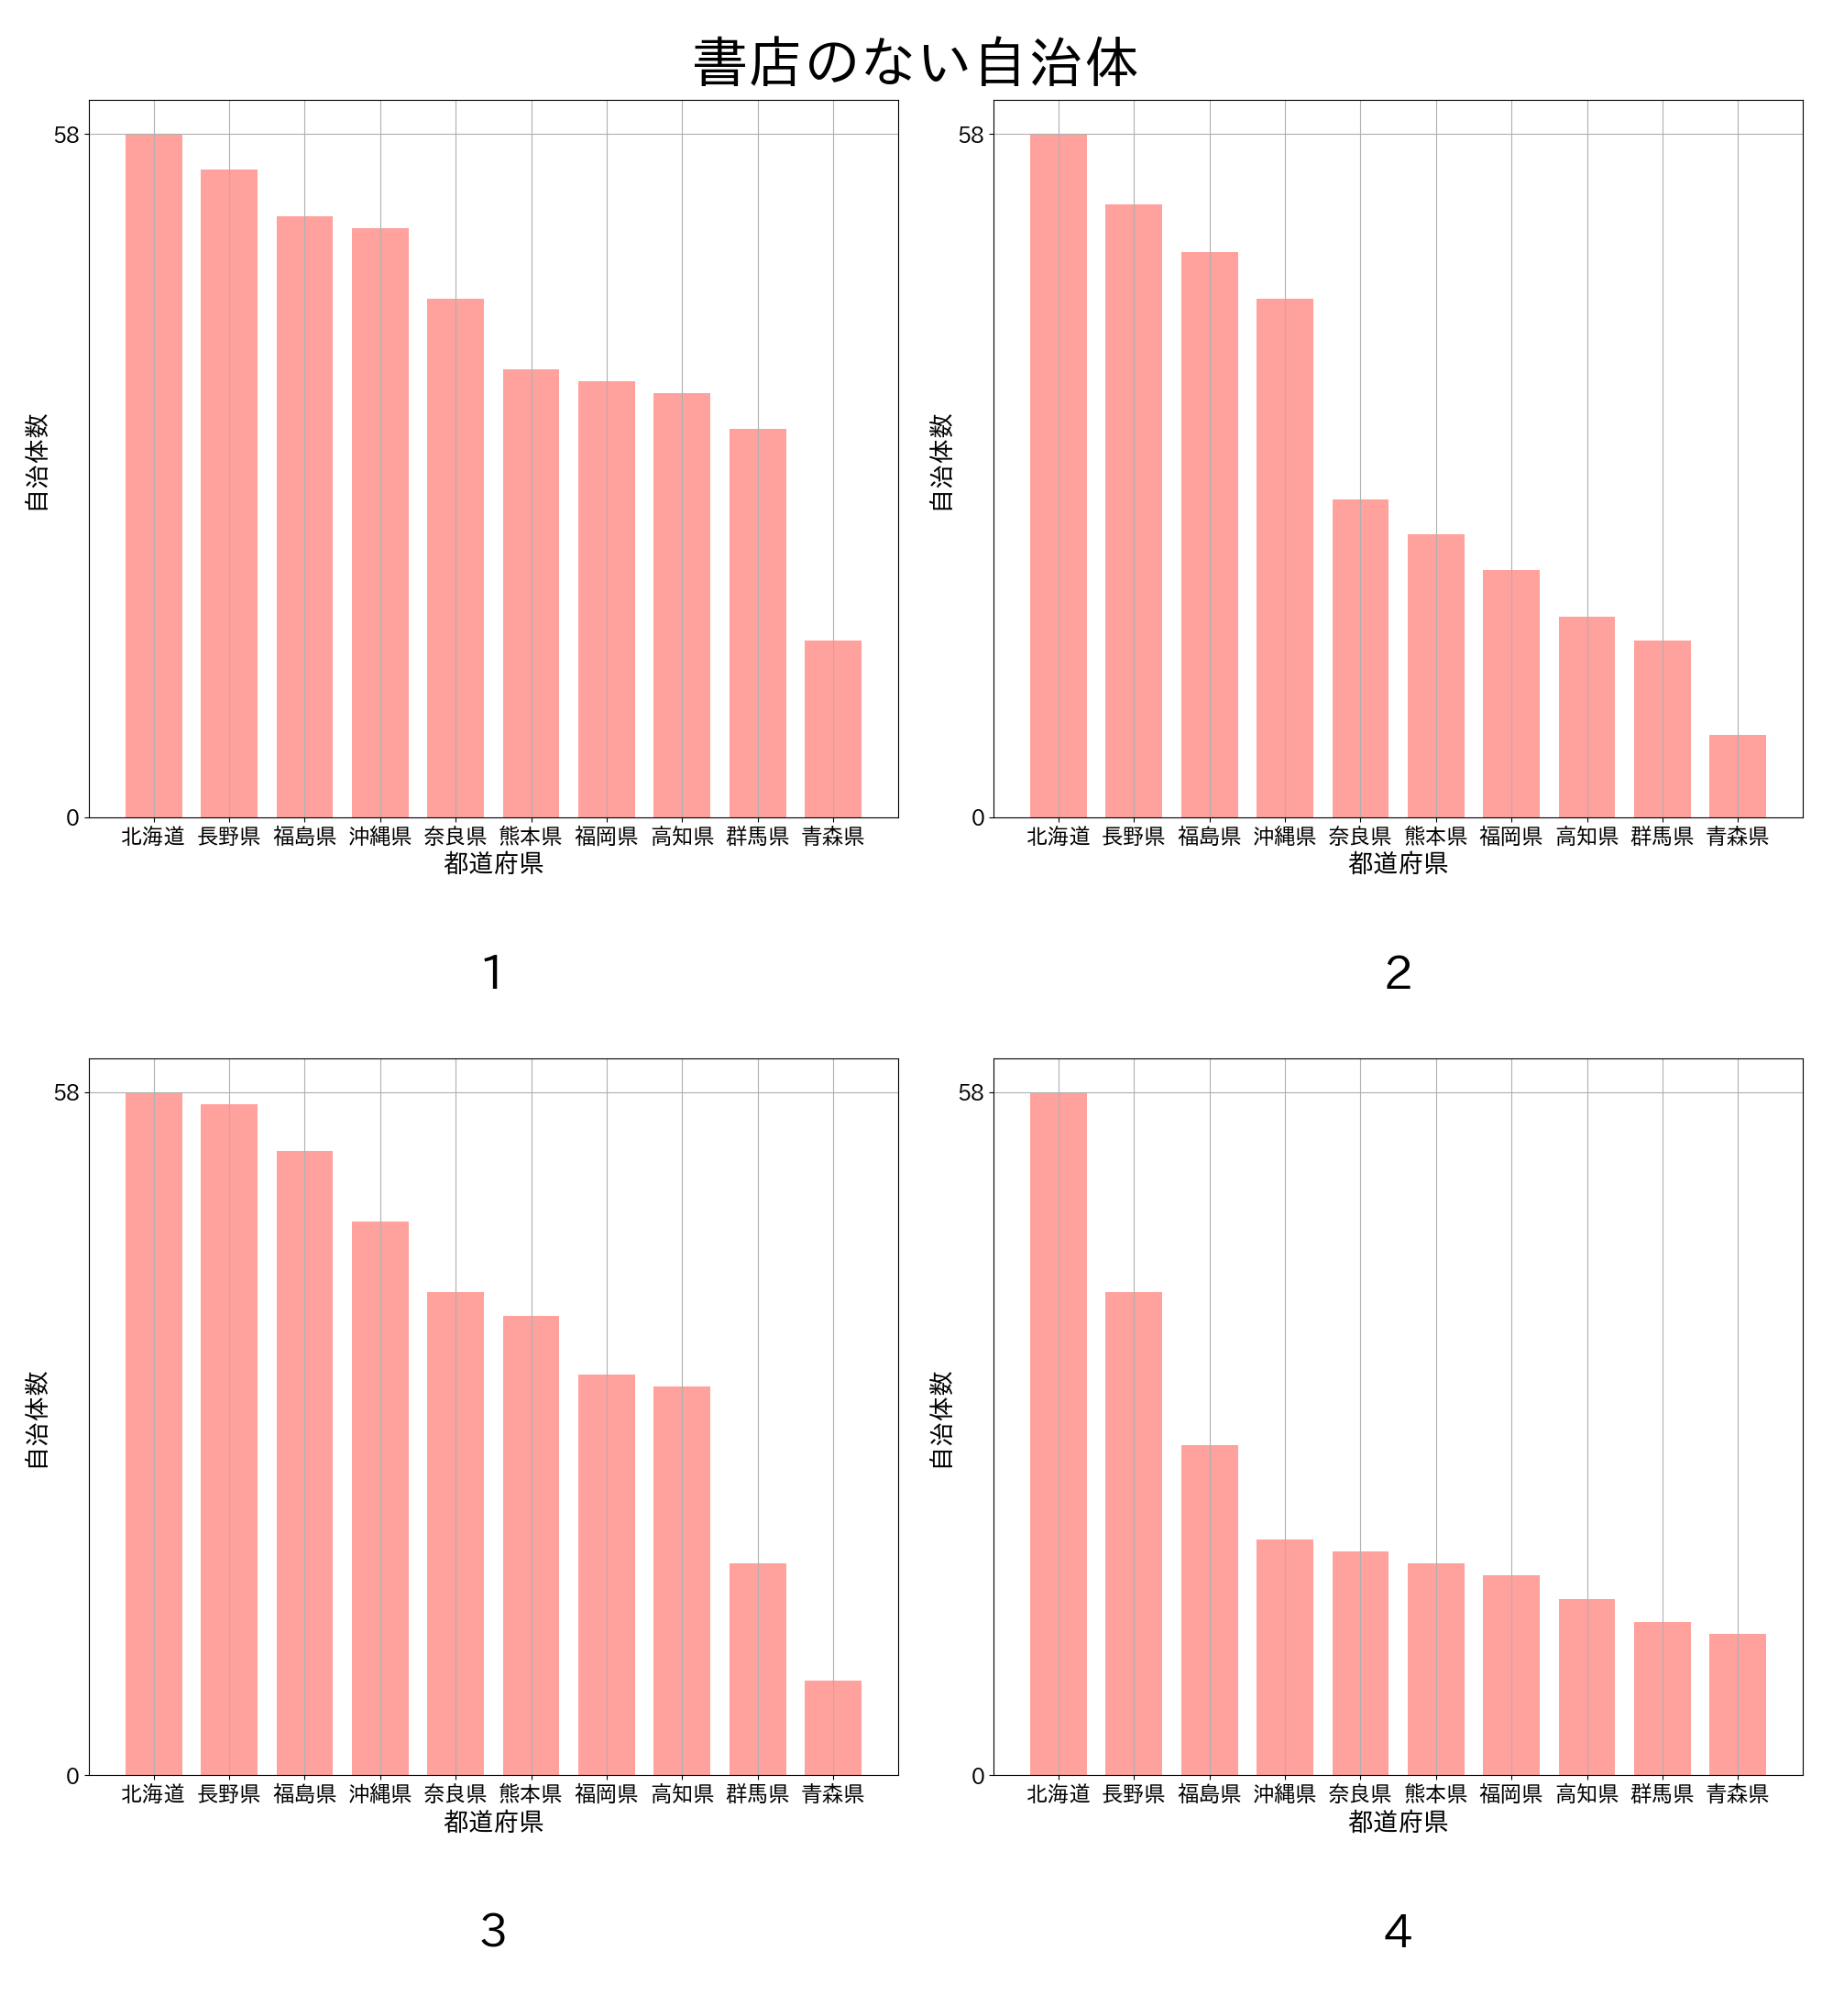 書店のない自治体
58
0
自治体数
北海道 長野県 福島県 沖縄県 奈良県 熊本県 福岡県 高知県 群馬県 青森県
都道府県
1
58
0
自治体数
北海道 長野県 福島県 沖縄県 奈良県 熊本県 福岡県 高知県 群馬県 青森県
都道府県
2
58
0
自治体数
北海道 長野県 福島県 沖縄県 奈良県 熊本県 福岡県 高知県 群馬県 青森県
都道府県
3
58
0
自治体数
北海道 長野県 福島県 沖縄県 奈良県 熊本県 福岡県 高知県 群馬県 青森県
都道府県
4